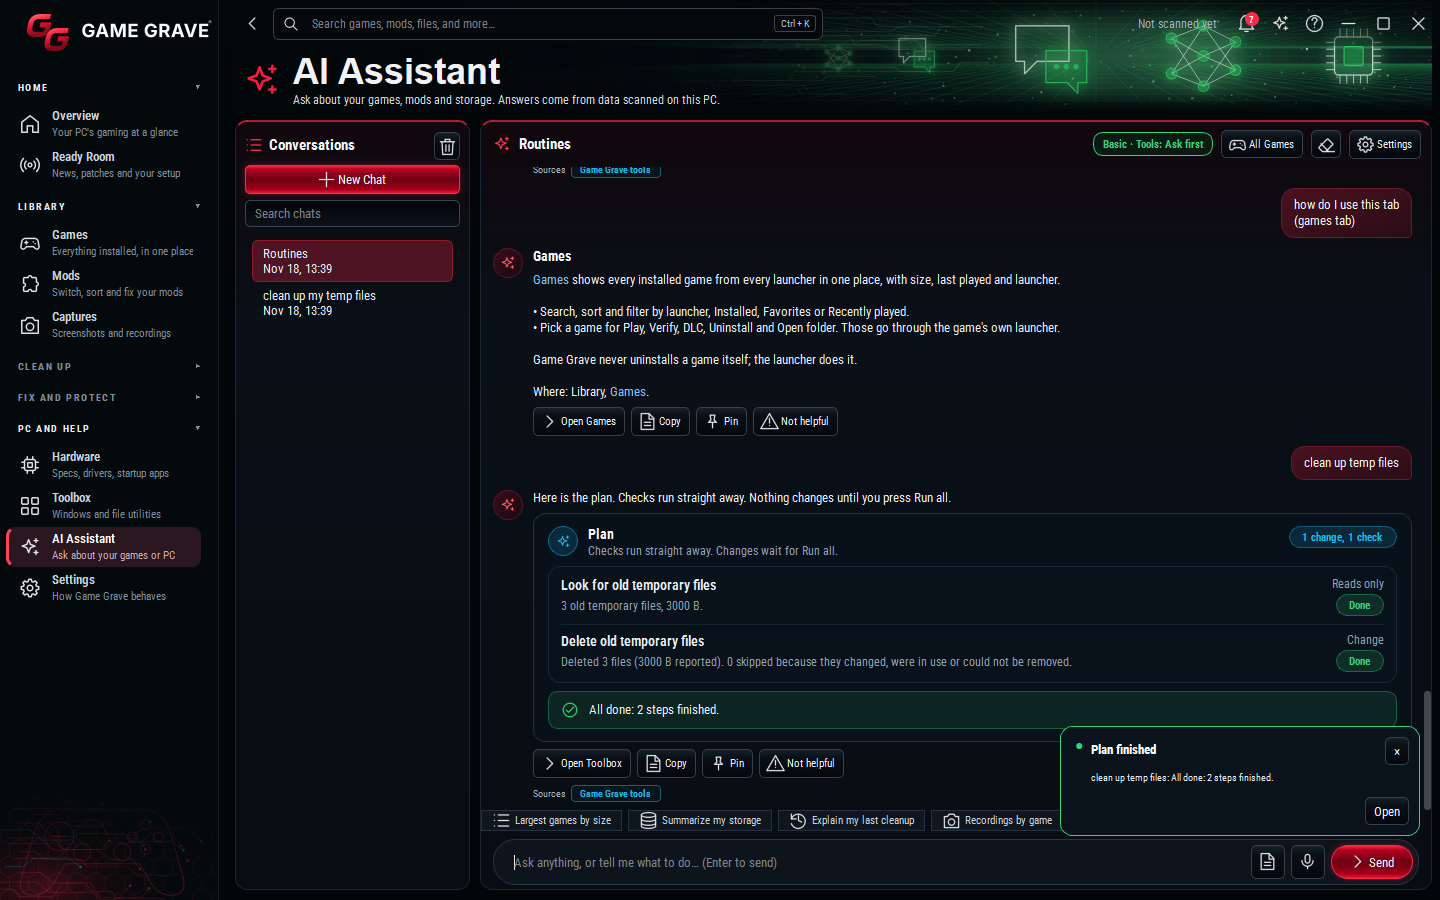 GAME GRAVE
HOME
Overview
Your PC's gaming at a glance
Ready Room
News, patches and your setup
LIBRARY
Games
Everything installed, in one place
Mods
Switch, sort and fix your mods
Captures
Screenshots and recordings
CLEAN UP
FIX AND PROTECT
PC AND HELP
Hardware
Specs, drivers, startup apps
Toolbox
Windows and file utilities
AI Assistant
Ask about your games or PC
Settings
How Game Grave behaves
Search games, mods, files, and more...
Ctrl + K
Not scanned yet
7
AI Assistant
Ask about your games, mods and storage. Answers come from data scanned on this PC.
Conversations
New Chat
Search chats
Routines
Nov 18, 13:39
clean up my temp files
Nov 18, 13:39
Routines
Basic · Tools: Ask first
All Games
Settings
Sources Game Grave tools
how do I use this tab
(games tab)
Games
Games shows every installed game from every launcher in one place, with size, last played and launcher.
• Search, sort and filter by launcher, Installed, Favorites or Recently played.
• Pick a game for Play, Verify, DLC, Uninstall and Open folder. Those go through the game's own launcher.
Game Grave never uninstalls a game itself; the launcher does it.
Where: Library, Games.
Open Games
Copy
Pin
Not helpful
clean up temp files
Here is the plan. Checks run straight away. Nothing changes until you press Run all.
Plan
Checks run straight away. Changes wait for Run all.
1 change, 1 check
Look for old temporary files
Reads only
3 old temporary files, 3000 B.
Done
Delete old temporary files
Change
Deleted 3 files (3000 B reported). 0 skipped because they changed, were in use or could not be removed.
Done
All done: 2 steps finished.
Open Toolbox
Copy
Pin
Not helpful
Sources Game Grave tools
Plan finished
x
clean up temp files: All done: 2 steps finished.
Open
Largest games by size
Summarize my storage
Explain my last cleanup
Recordings by game
Ask anything, or tell me what to do... (Enter to send)
Send